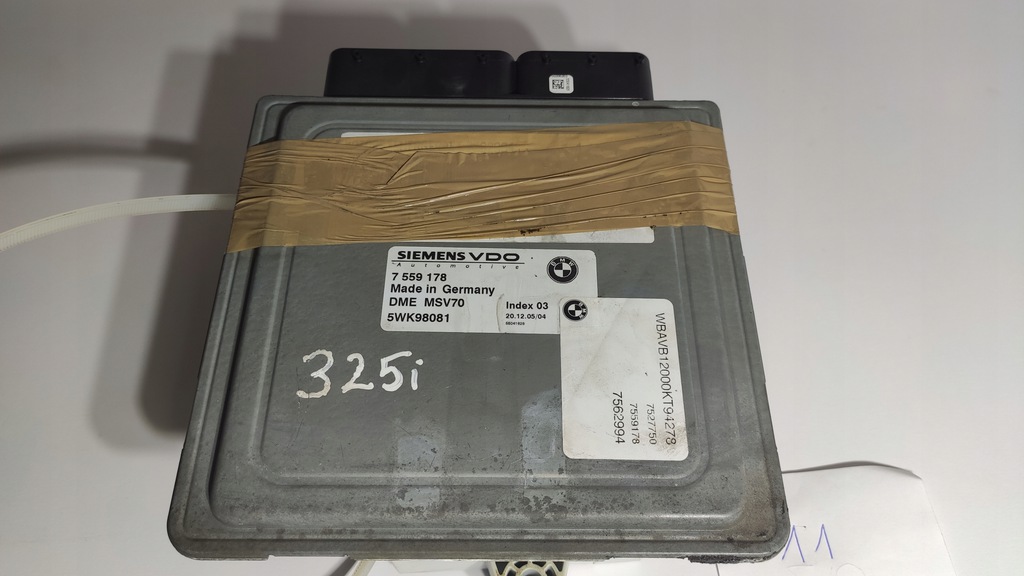 SIEMENS VDO
Automotive
BMW
7 559 178
Made in Germany
DME MSV70
Index 03
5WK98081
20.12.05/04
WBAVB12000KT94278
7527750
7559178
7562994
325i
11